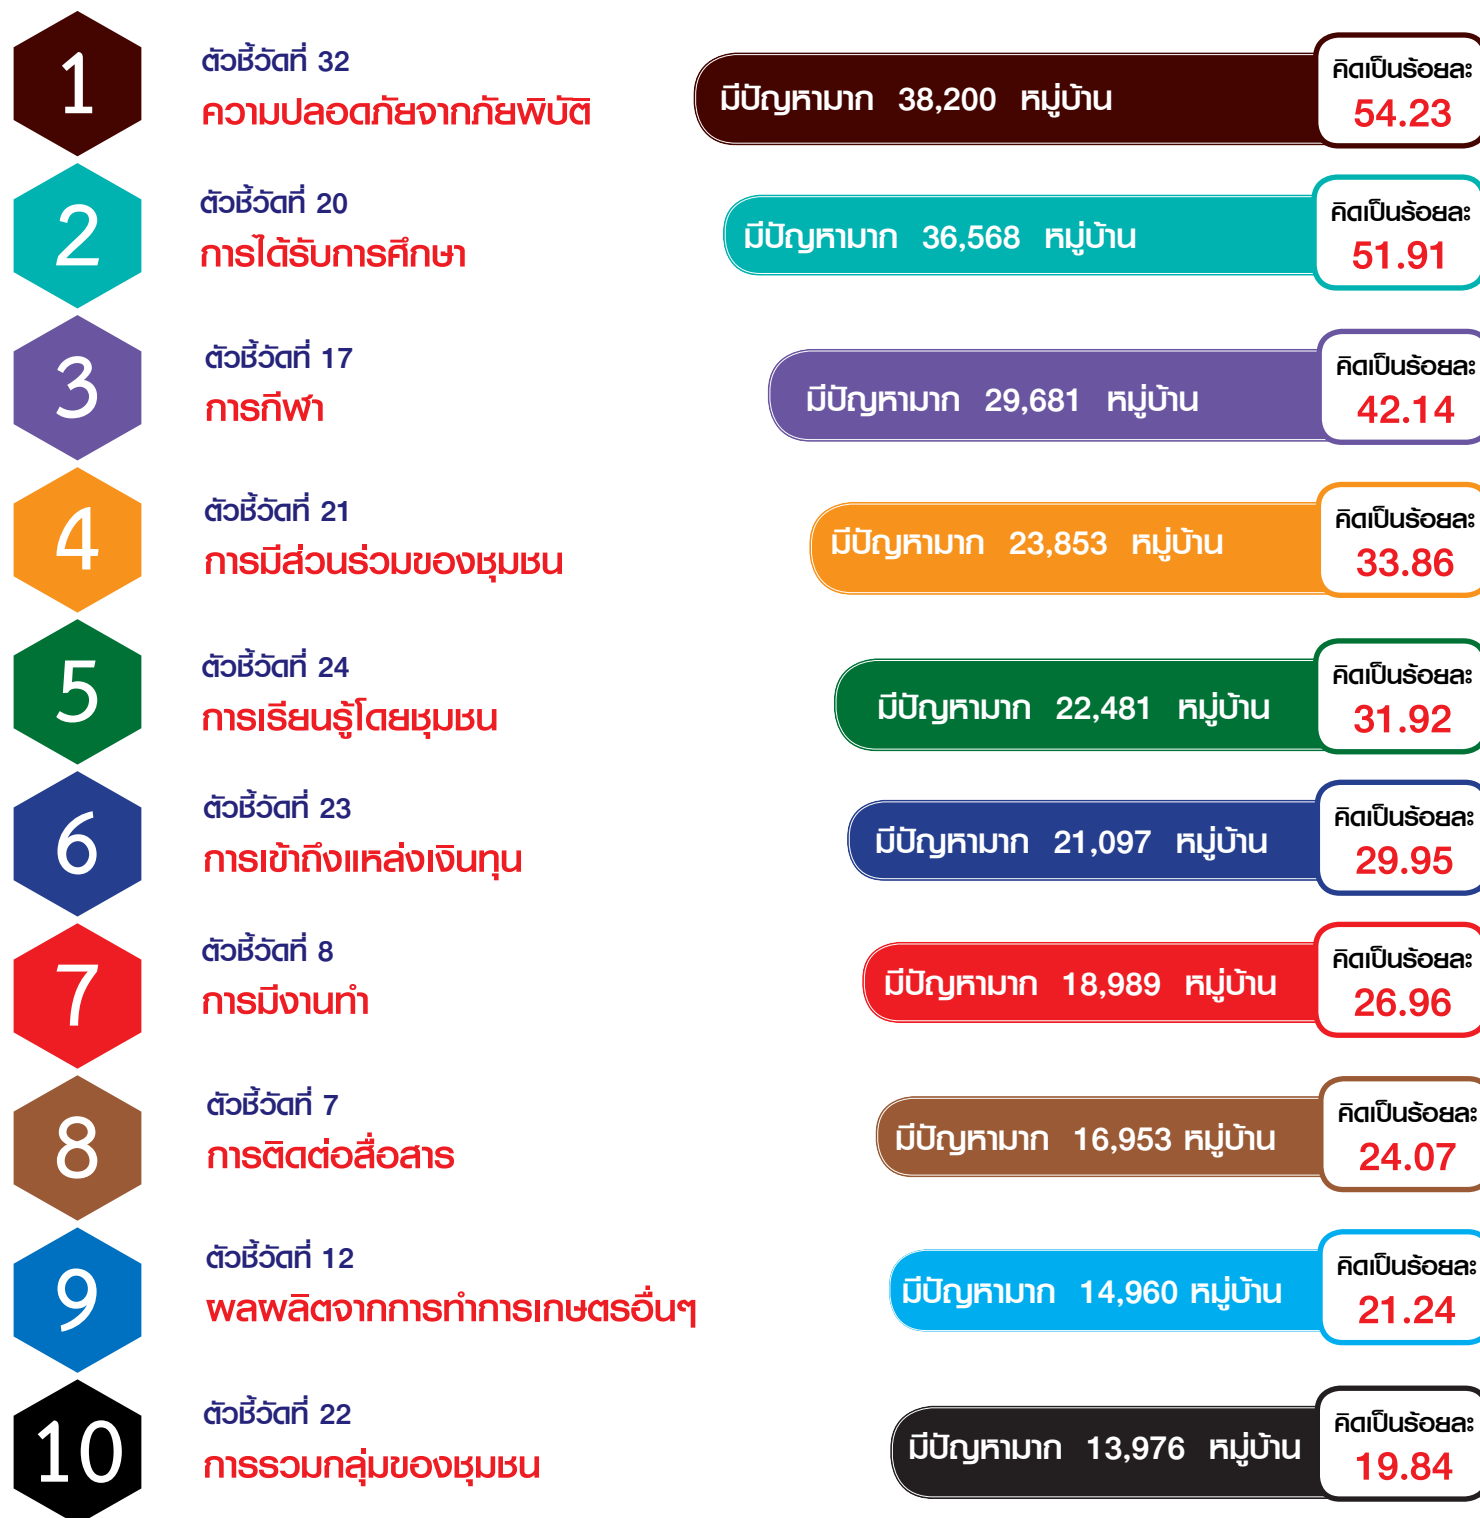 1
ตัวชี้วัดที่ 32
ความปลอดภัยจากภัยพิบัติ
มีปัญหามาก 38,200 หมู่บ้าน
คิดเป็นร้อยละ
54.23
2
ตัวชี้วัดที่ 20
การได้รับการศึกษา
มีปัญหามาก 36,568 หมู่บ้าน
คิดเป็นร้อยละ
51.91
3
ตัวชี้วัดที่ 17
การกีฬา
มีปัญหามาก 29,681 หมู่บ้าน
คิดเป็นร้อยละ
42.14
4
ตัวชี้วัดที่ 21
การมีส่วนร่วมของชุมชน
มีปัญหามาก 23,853 หมู่บ้าน
คิดเป็นร้อยละ
33.86
5
ตัวชี้วัดที่ 24
การเรียนรู้โดยชุมชน
มีปัญหามาก 22,481 หมู่บ้าน
คิดเป็นร้อยละ
31.92
6
ตัวชี้วัดที่ 23
การเข้าถึงแหล่งเงินทุน
มีปัญหามาก 21,097 หมู่บ้าน
คิดเป็นร้อยละ
29.95
7
ตัวชี้วัดที่ 8
การมีงานทำ
มีปัญหามาก 18,989 หมู่บ้าน
คิดเป็นร้อยละ
26.96
8
ตัวชี้วัดที่ 7
การติดต่อสื่อสาร
มีปัญหามาก 16,953 หมู่บ้าน
คิดเป็นร้อยละ
24.07
9
ตัวชี้วัดที่ 12
ผลผลิตจากการทำการเกษตรอื่นๆ
มีปัญหามาก 14,960 หมู่บ้าน
คิดเป็นร้อยละ
21.24
10
ตัวชี้วัดที่ 22
การรวมกลุ่มของชุมชน
มีปัญหามาก 13,976 หมู่บ้าน
คิดเป็นร้อยละ
19.84